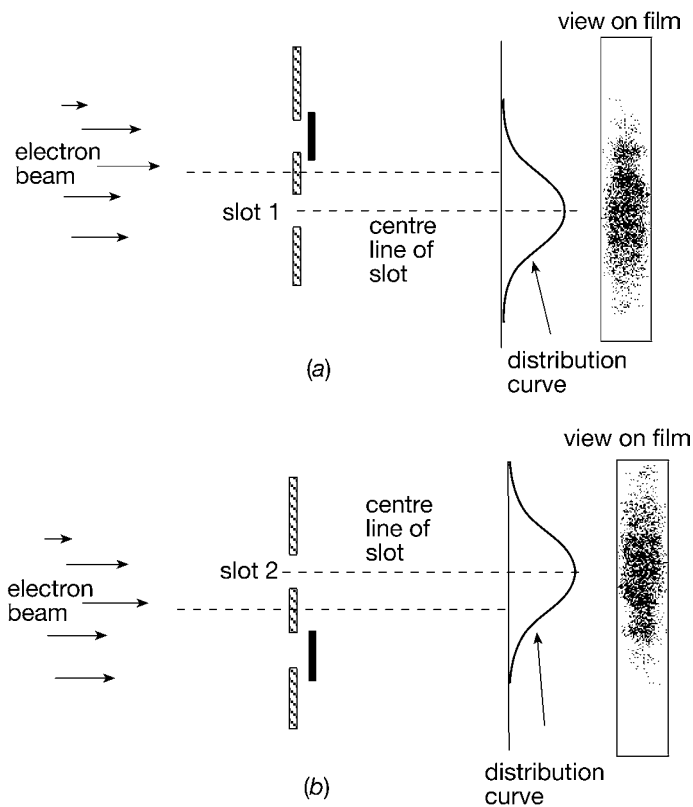 view on film
electron
beam
slot 1
centre
line of
slot
distribution
curve
(a)
view on film
centre
line of
slot
slot 2
electron
beam
distribution
curve
(b)